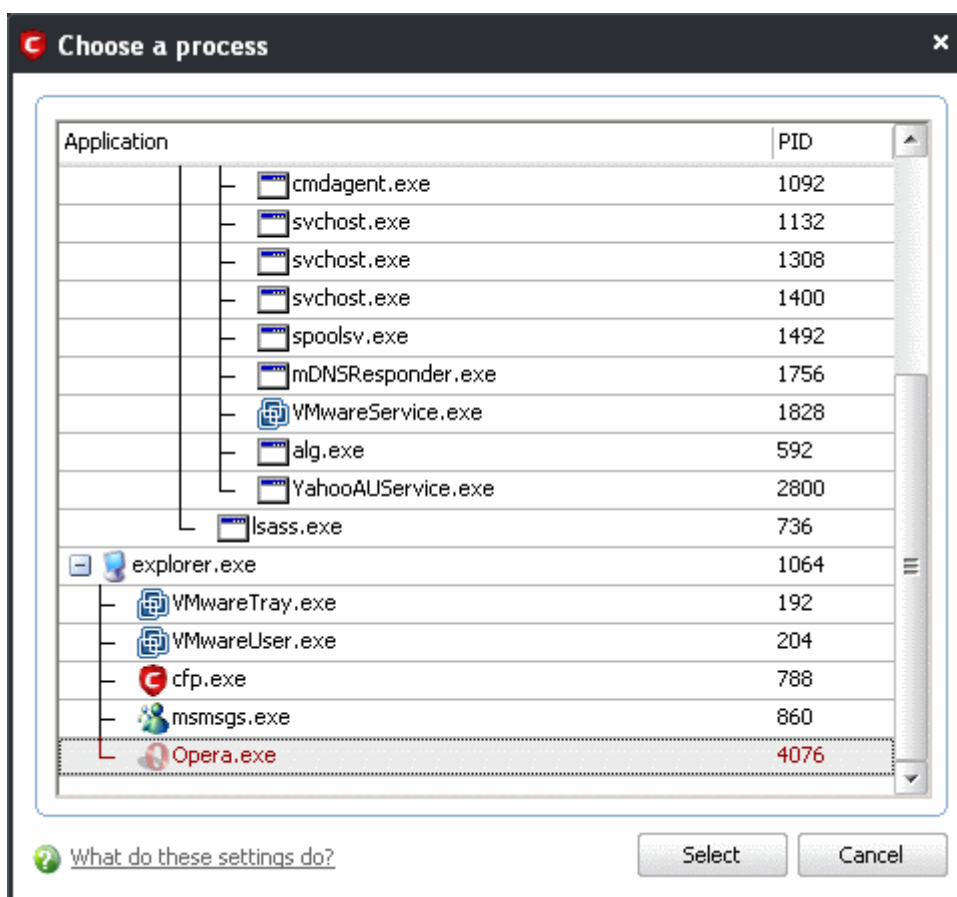 Choose a process
Application PID
cmdagent.exe 1092
svchost.exe 1132
svchost.exe 1308
svchost.exe 1400
spoolsv.exe 1492
mDNSResponder.exe 1756
VMwareService.exe 1828
alg.exe 592
YahooAUService.exe 2800
lsass.exe 736
explorer.exe 1064
VMwareTray.exe 192
VMwareUser.exe 204
cfp.exe 788
msmsgs.exe 860
Opera.exe 4076
What do these settings do? Select Cancel